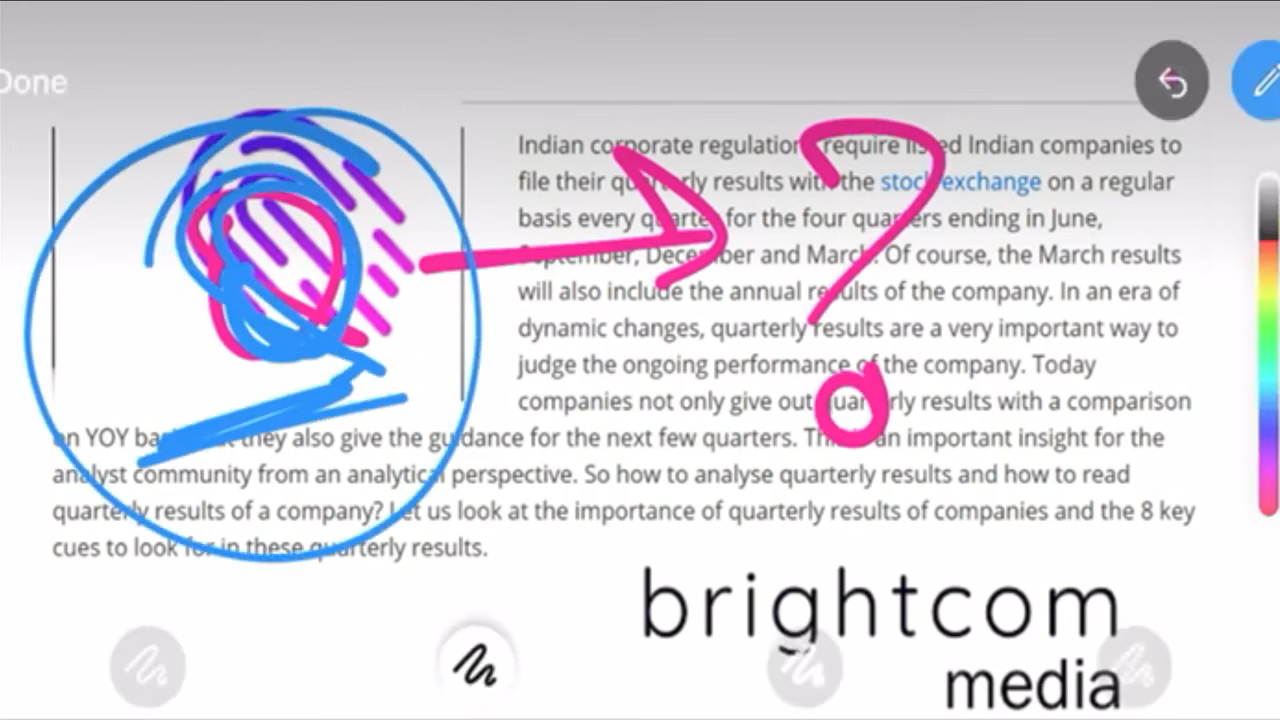 Done
Indian corporate regulation require listed Indian companies to
file their quarterly results with the stock exchange on a regular
basis every quarter for the four quarters ending in June,
September, December and March. Of course, the March results
will also include the annual results of the company. In an era of
dynamic changes, quarterly results are a very important way to
judge the ongoing performance of the company. Today
companies not only give out quarterly results with a comparison
on YOY they also give the guidance for the next few quarters. an important insight for the
analyst community from an analytical perspective. So how to analyse quarterly results and how to read
quarterly results of a company? Let us look at the importance of quarterly results of companies and the 8 key
cues to look for in these quarterly results.
brightcom
media